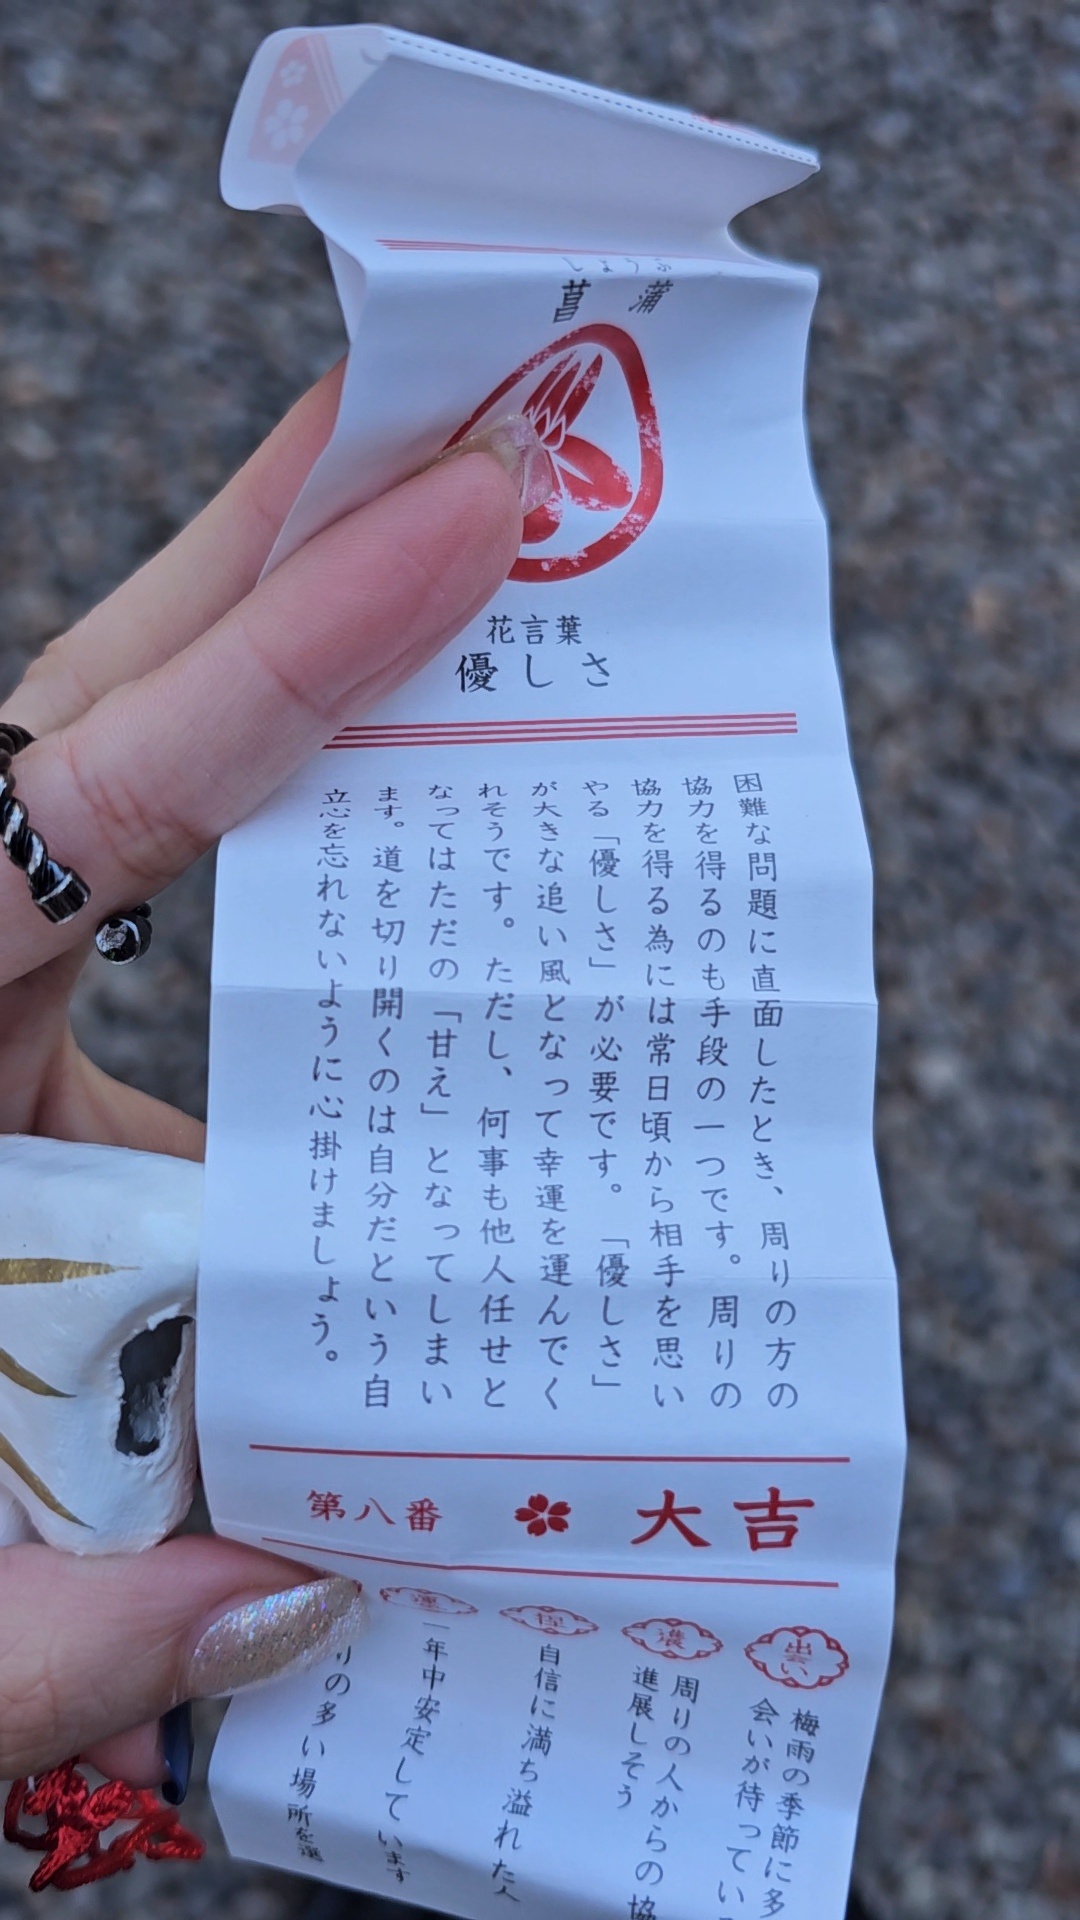 しょうぶ
菖蒲
花言葉
優しさ
困難な問題に直面したとき、周りの方の
協力を得るのも手段の一つです。周りの
協力を得る為には常日頃から相手を思い
やる「優しさ」が必要です。「優しさ」
が大きな追い風となって幸運を運んでく
れそうです。ただし、何事も他人任せと
なってはただの「甘え」となってしまい
ます。道を切り開くのは自分だという自
立心を忘れないように心掛けましょう。
第八番
大吉
出会い
梅雨の季節に多
会いが待ってい
周りの人からの協
進展しそう
自信に満ち溢れた人
運
一年中安定しています
りの多い場所を選